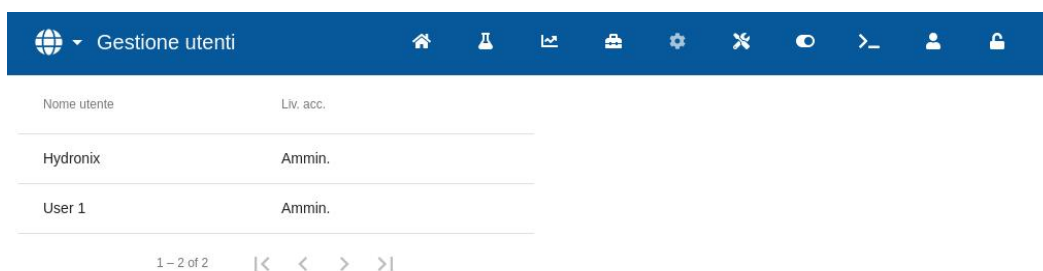 Gestione utenti
Nome utente Liv. acc.
Hydronix Ammin.
User 1 Ammin.
1 – 2 of 2